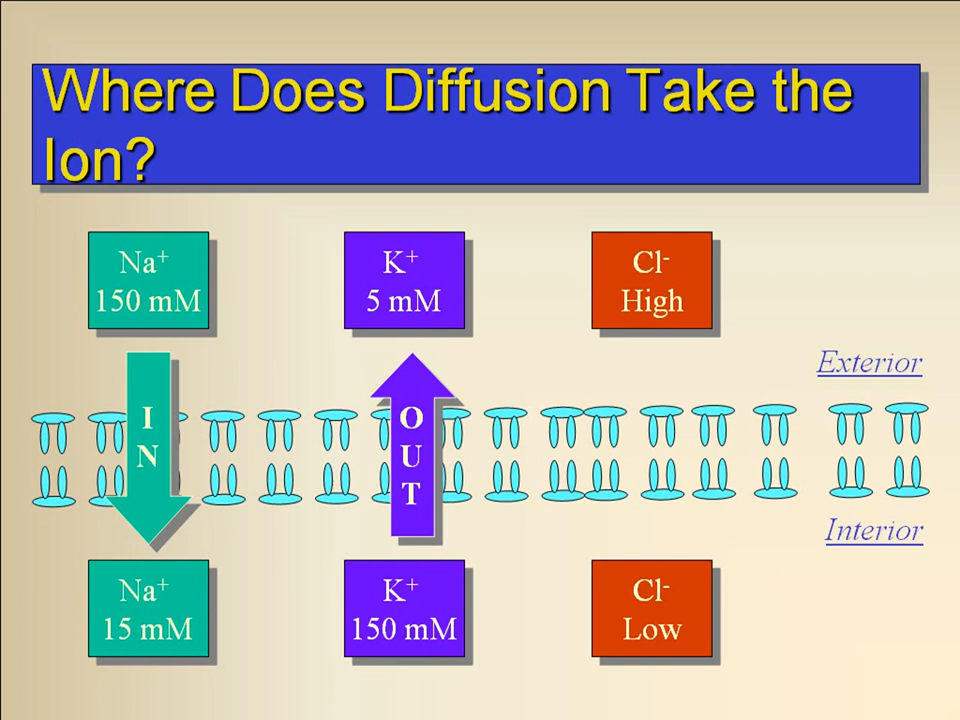 Where Does Diffusion Take the
Ion?
Na⁺
150 mM
K⁺
5 mM
Cl⁻
High
Exterior
I
N
O
U
T
Interior
Na⁺
15 mM
K⁺
150 mM
Cl⁻
Low